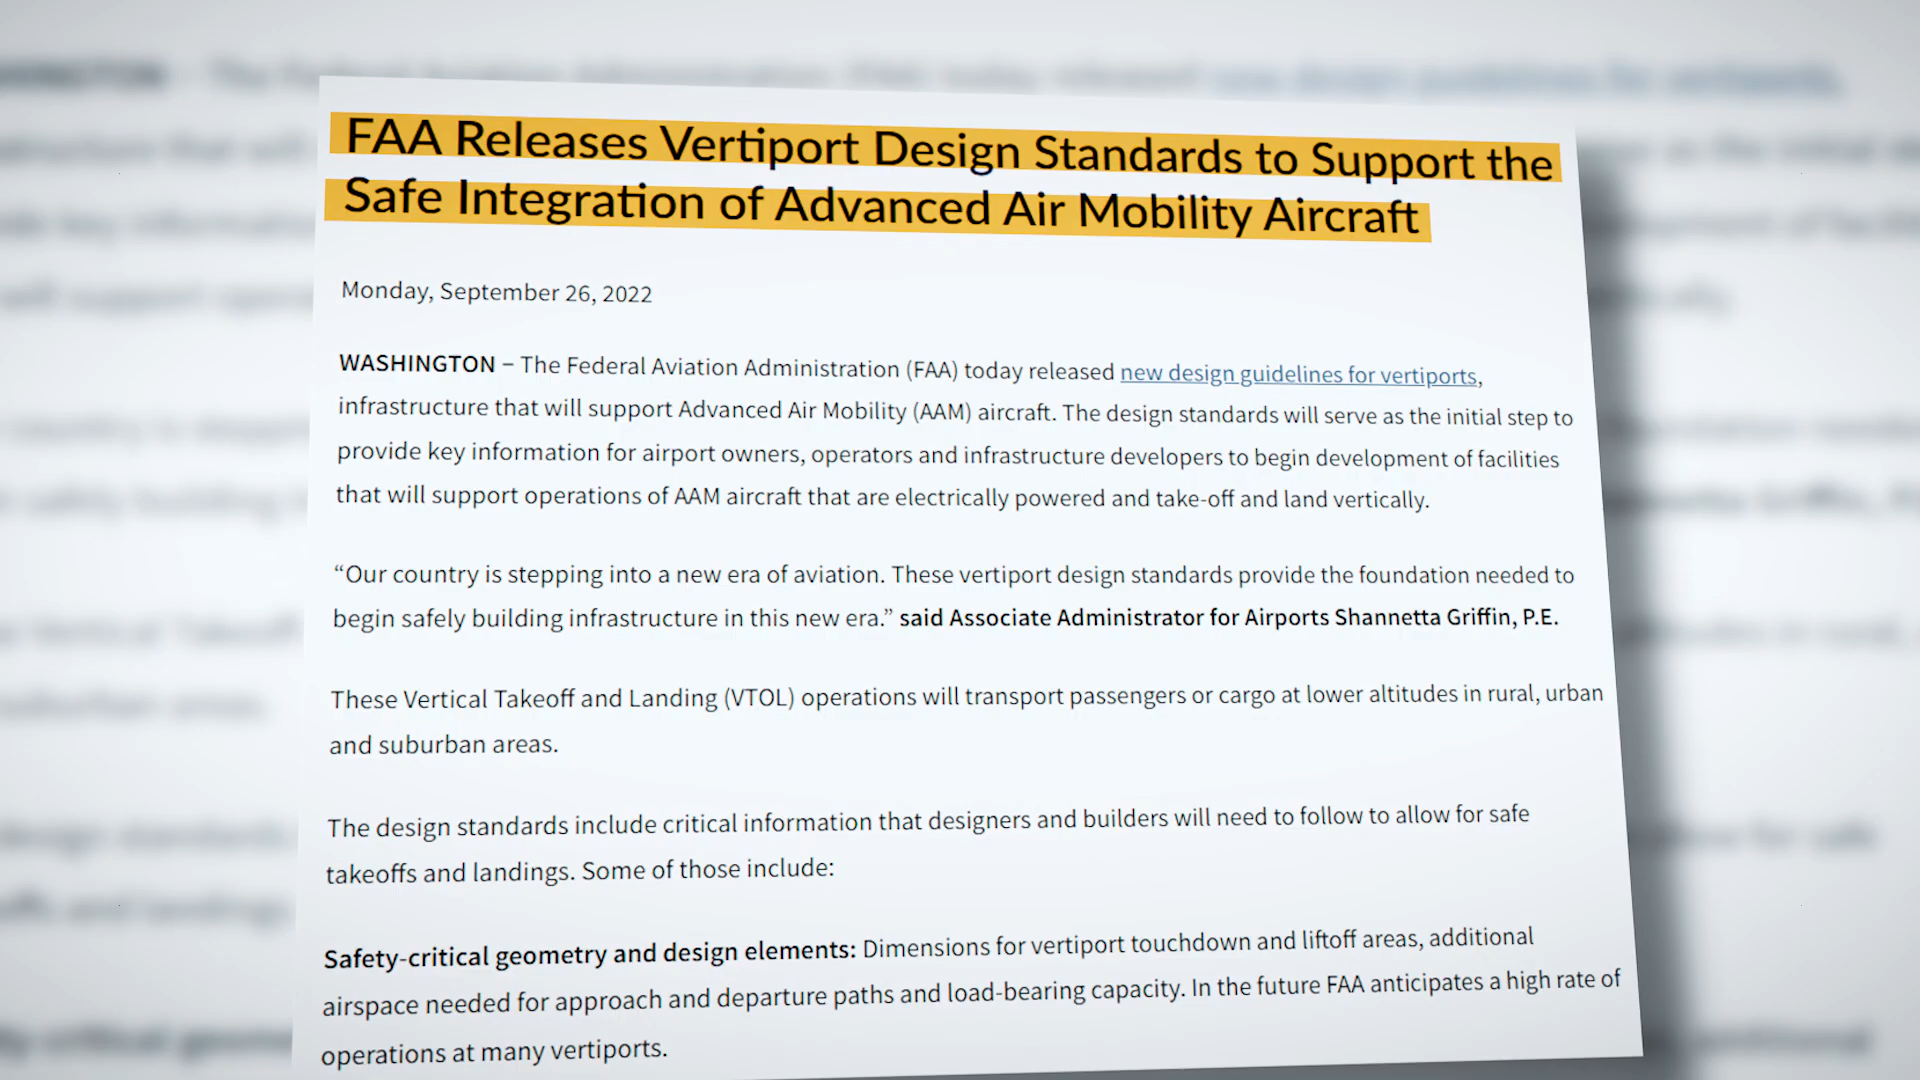 FAA Releases Vertiport Design Standards to Support the
Safe Integration of Advanced Air Mobility Aircraft
Monday, September 26, 2022
WASHINGTON – The Federal Aviation Administration (FAA) today released new design guidelines for vertiports,
infrastructure that will support Advanced Air Mobility (AAM) aircraft. The design standards will serve as the initial step to
provide key information for airport owners, operators and infrastructure developers to begin development of facilities
that will support operations of AAM aircraft that are electrically powered and take-off and land vertically.
“Our country is stepping into a new era of aviation. These vertiport design standards provide the foundation needed to
begin safely building infrastructure in this new era.” said Associate Administrator for Airports Shannetta Griffin, P.E.
These Vertical Takeoff and Landing (VTOL) operations will transport passengers or cargo at lower altitudes in rural, urban
and suburban areas.
The design standards include critical information that designers and builders will need to follow to allow for safe
takeoffs and landings. Some of those include:
Safety-critical geometry and design elements: Dimensions for vertiport touchdown and liftoff areas, additional
airspace needed for approach and departure paths and load-bearing capacity. In the future FAA anticipates a high rate of
operations at many vertiports.